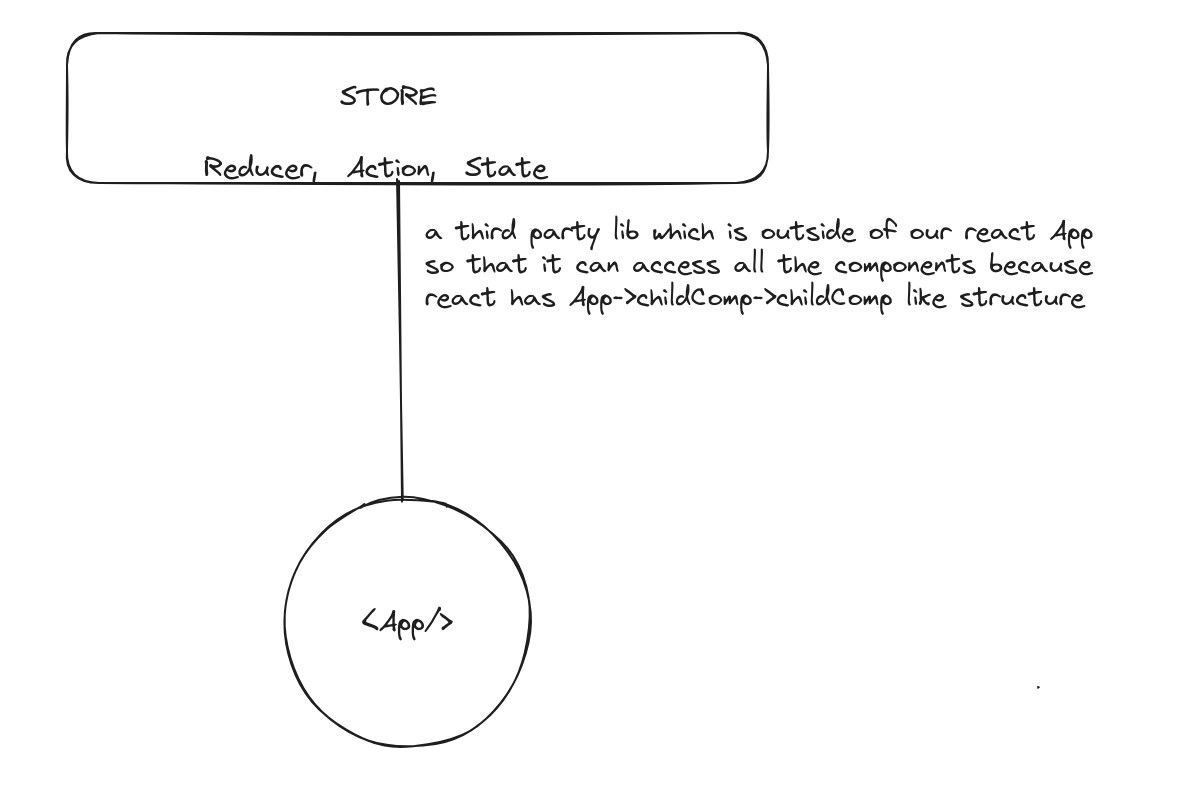 STORE
Reducer, Action, State
a third party lib which is outside of our react App
so that it can access all the components because
react has App->childComp->childComp like structure
<App/>